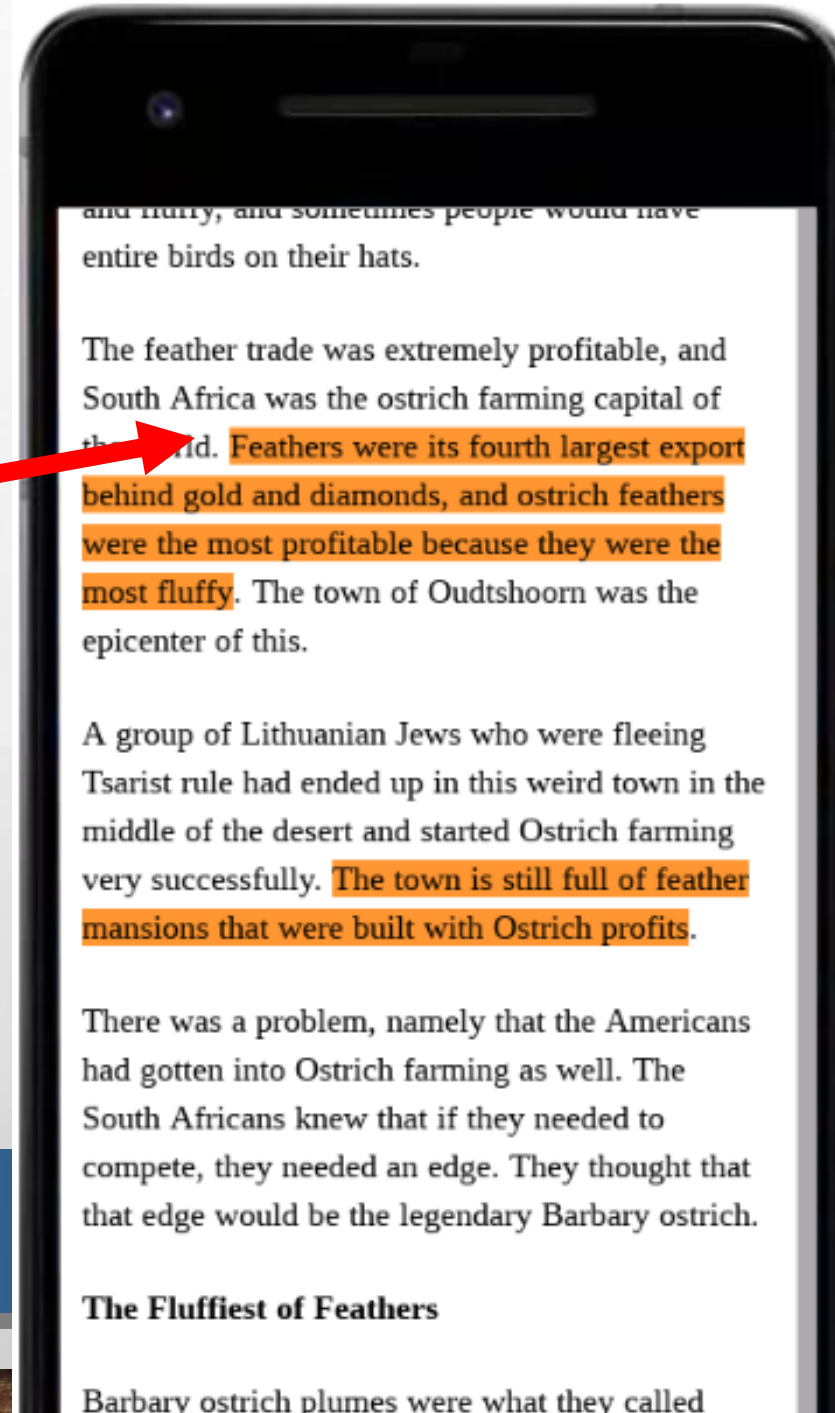 and fluffy, and sometimes people would have
entire birds on their hats.
The feather trade was extremely profitable, and
South Africa was the ostrich farming capital of
Feathers were its fourth largest export
behind gold and diamonds, and ostrich feathers
were the most profitable because they were the
most fluffy. The town of Oudtshoorn was the
epicenter of this.
A group of Lithuanian Jews who were fleeing
Tsarist rule had ended up in this weird town in the
middle of the desert and started Ostrich farming
very successfully. The town is still full of feather
mansions that were built with Ostrich profits.
There was a problem, namely that the Americans
had gotten into Ostrich farming as well. The
South Africans knew that if they needed to
compete, they needed an edge. They thought that
that edge would be the legendary Barbary ostrich.
The Fluffiest of Feathers
Barbary ostrich plumes were what they called